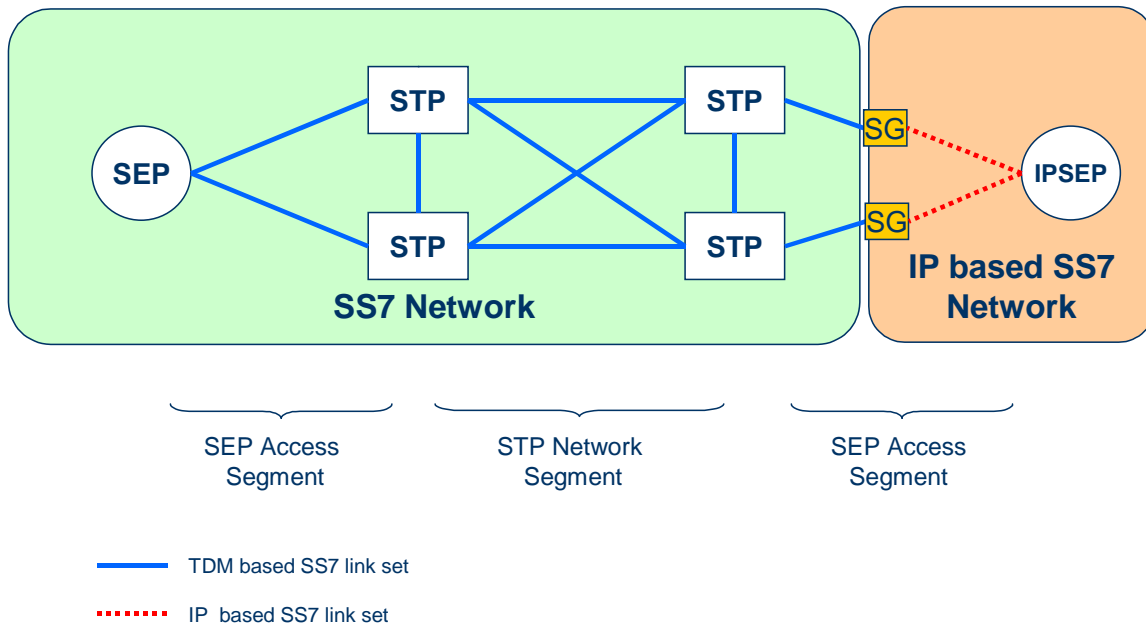 STP
STP
SG
SEP
IPSEP
STP
STP
SG
SS7 Network
IP based SS7
Network
SEP Access
Segment
STP Network
Segment
SEP Access
Segment
TDM based SS7 link set
IP based SS7 link set